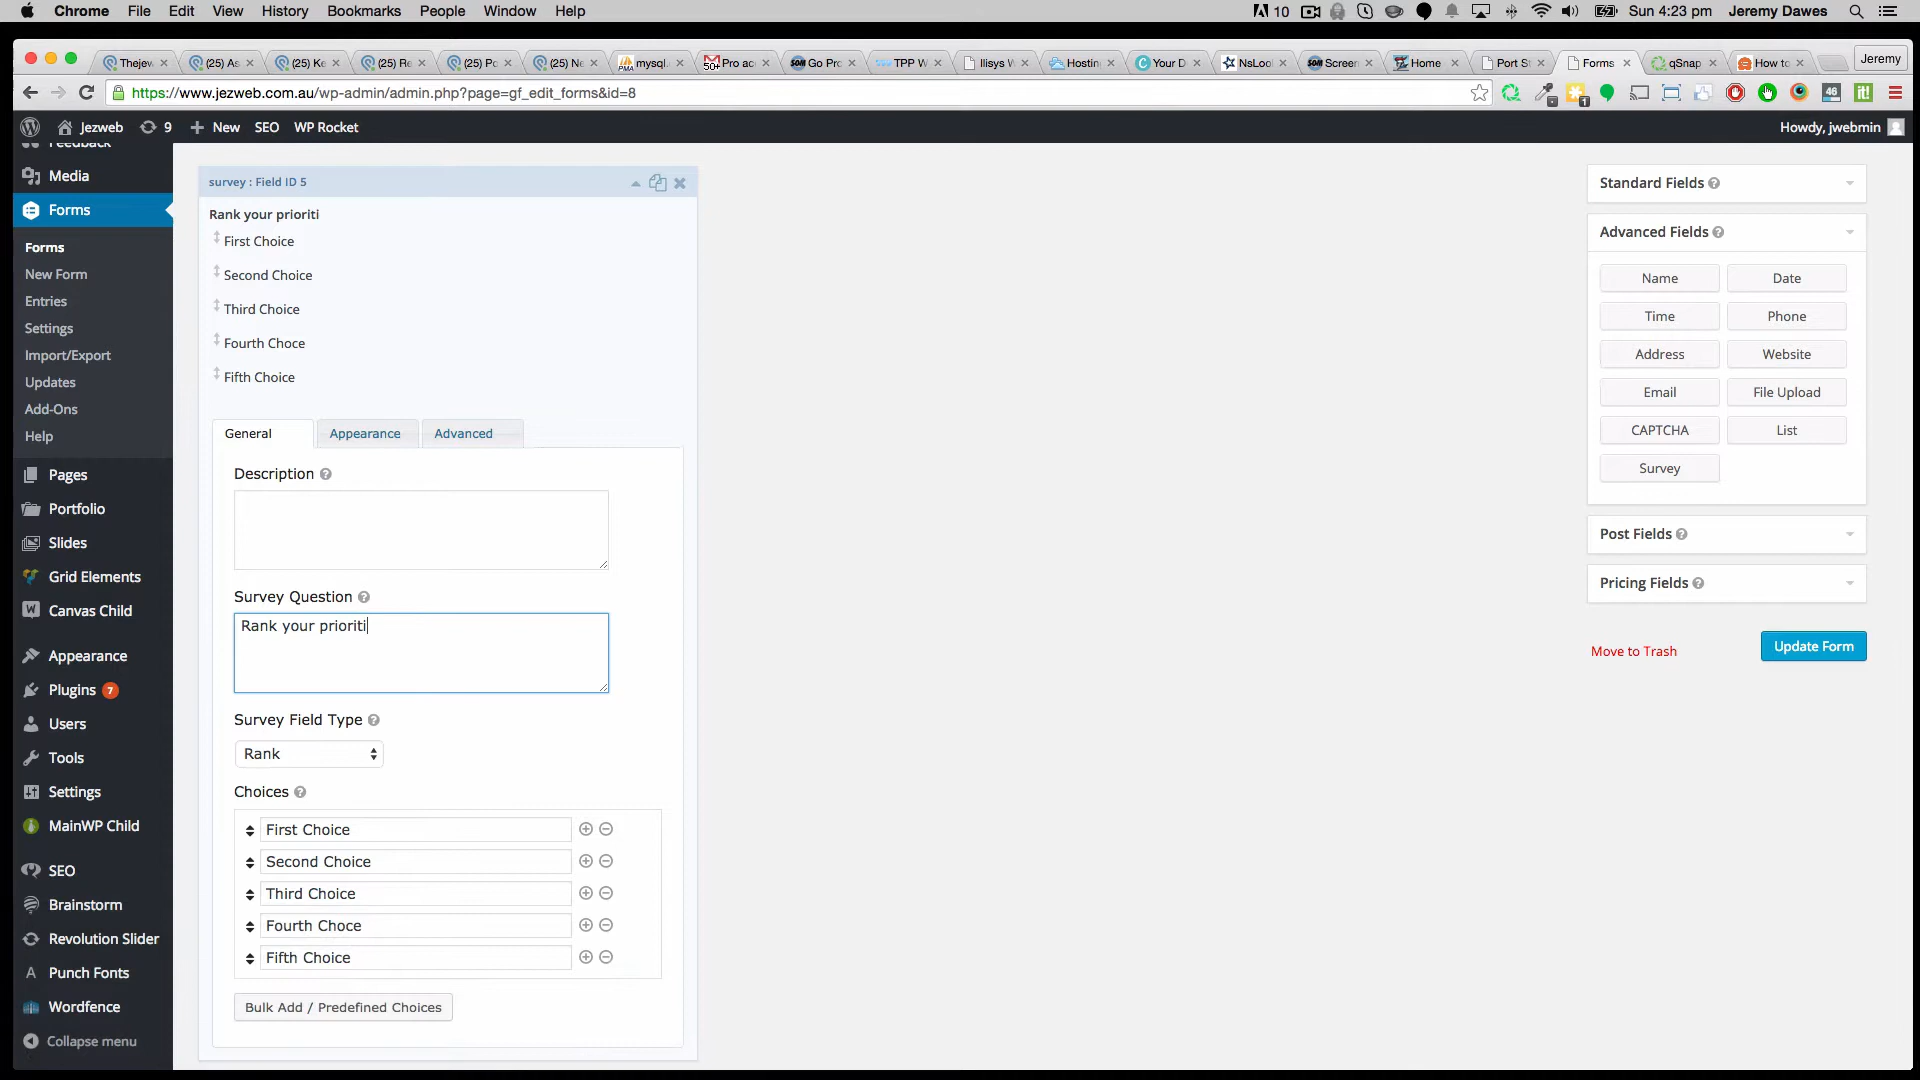 Chrome File Edit View History Bookmarks People Window Help
10
Sun 4:23 pm Jeremy Dawes
Thejew
(25) As
(25) Ke
(25) Re
(25) Po
(25) Ne
mysql.
50+ Pro ac
Go Pro
TPP W
Ilisys W
Hosting
Your D
NsLoo
Screen
Home
Port St
Forms
qSnap
How to
Jeremy
https://www.jezweb.com.au/wp-admin/admin.php?page=gf_edit_forms&id=8
1
46
it!
Jezweb 9 New SEO WP Rocket
Howdy, jwebmin
Feedback
Media
Forms
Forms
New Form
Entries
Settings
Import/Export
Updates
Add-Ons
Help
Pages
Portfolio
Slides
Grid Elements
Canvas Child
Appearance
Plugins 7
Users
Tools
Settings
MainWP Child
SEO
Brainstorm
Revolution Slider
Punch Fonts
Wordfence
Collapse menu
survey : Field ID 5
Rank your prioriti
First Choice
Second Choice
Third Choice
Fourth Choce
Fifth Choice
General Appearance Advanced
Description
Survey Question
Rank your prioriti
Survey Field Type
Rank
Choices
First Choice
Second Choice
Third Choice
Fourth Choce
Fifth Choice
Bulk Add / Predefined Choices
Standard Fields
Advanced Fields
Name Date
Time Phone
Address Website
Email File Upload
CAPTCHA List
Survey
Post Fields
Pricing Fields
Move to Trash Update Form